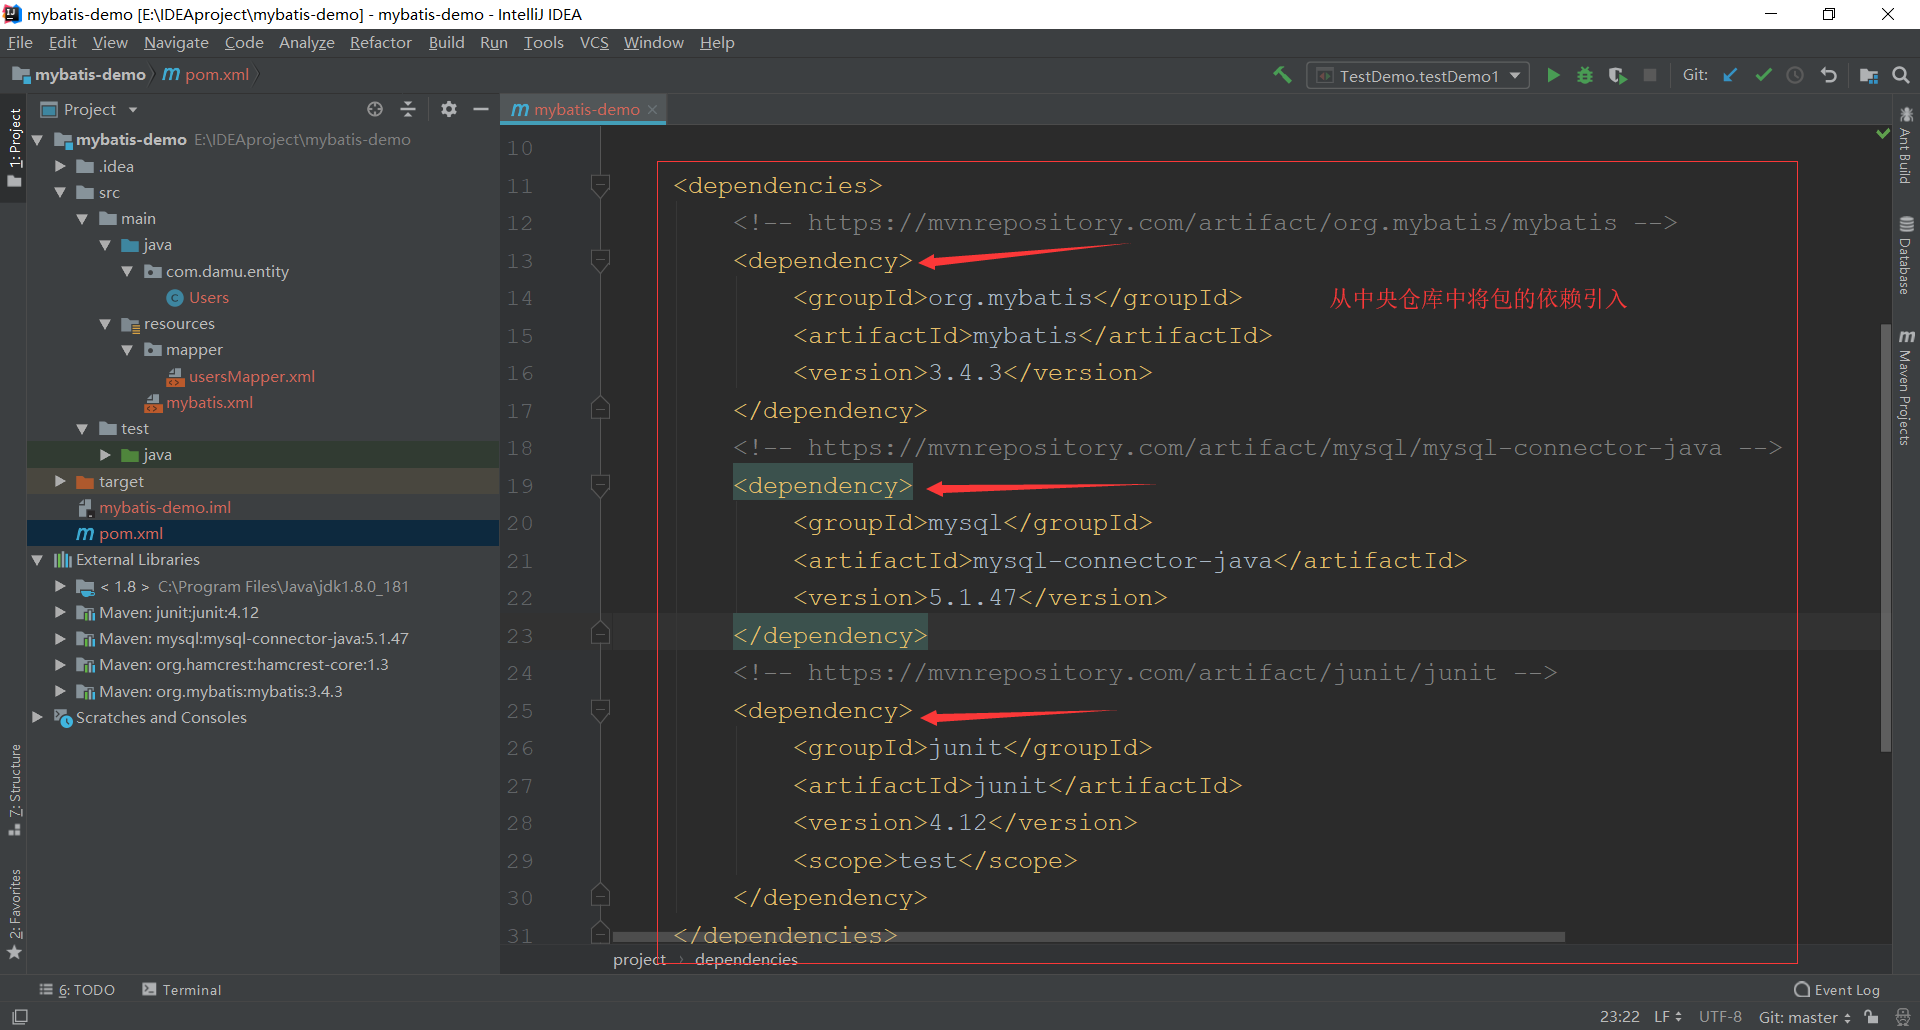 mybatis-demo [E:\IDEAproject\mybatis-demo] - mybatis-demo - IntelliJ IDEA
File Edit View Navigate Code Analyze Refactor Build Run Tools VCS Window Help
mybatis-demo pom.xml
TestDemo.testDemo1
Git:
1: Project
7: Structure
2: Favorites
Project
mybatis-demo E:\IDEAproject\mybatis-demo
.idea
src
main
java
com.damu.entity
Users
resources
mapper
usersMapper.xml
mybatis.xml
test
java
target
mybatis-demo.iml
pom.xml
External Libraries
< 1.8 > C:\Program Files\Java\jdk1.8.0_181
Maven: junit:junit:4.12
Maven: mysql:mysql-connector-java:5.1.47
Maven: org.hamcrest:hamcrest-core:1.3
Maven: org.mybatis:mybatis:3.4.3
Scratches and Consoles
mybatis-demo
10
11 <dependencies>
12 <!-- https://mvnrepository.com/artifact/org.mybatis/mybatis -->
13 <dependency>
14 <groupId>org.mybatis</groupId>
从中央仓库中将包的依赖引入
15 <artifactId>mybatis</artifactId>
16 <version>3.4.3</version>
17 </dependency>
18 <!-- https://mvnrepository.com/artifact/mysql/mysql-connector-java -->
19 <dependency>
20 <groupId>mysql</groupId>
21 <artifactId>mysql-connector-java</artifactId>
22 <version>5.1.47</version>
23 </dependency>
24 <!-- https://mvnrepository.com/artifact/junit/junit -->
25 <dependency>
26 <groupId>junit</groupId>
27 <artifactId>junit</artifactId>
28 <version>4.12</version>
29 <scope>test</scope>
30 </dependency>
31 </dependencies>
project › dependencies
Ant Build
Database
Maven Projects
6: TODO Terminal
Event Log
23:22 LF UTF-8 Git: master